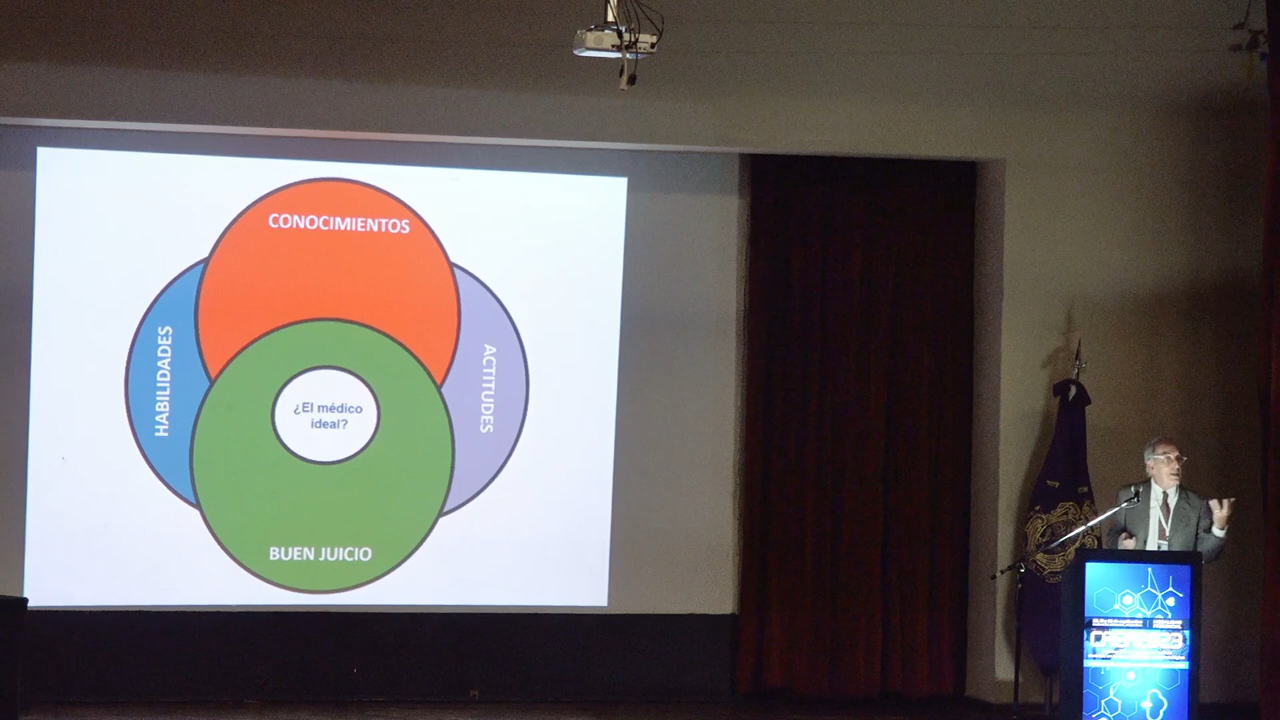 CONOCIMIENTOS
HABILIDADES
ACTITUDES
¿El médico
ideal?
BUEN JUICIO